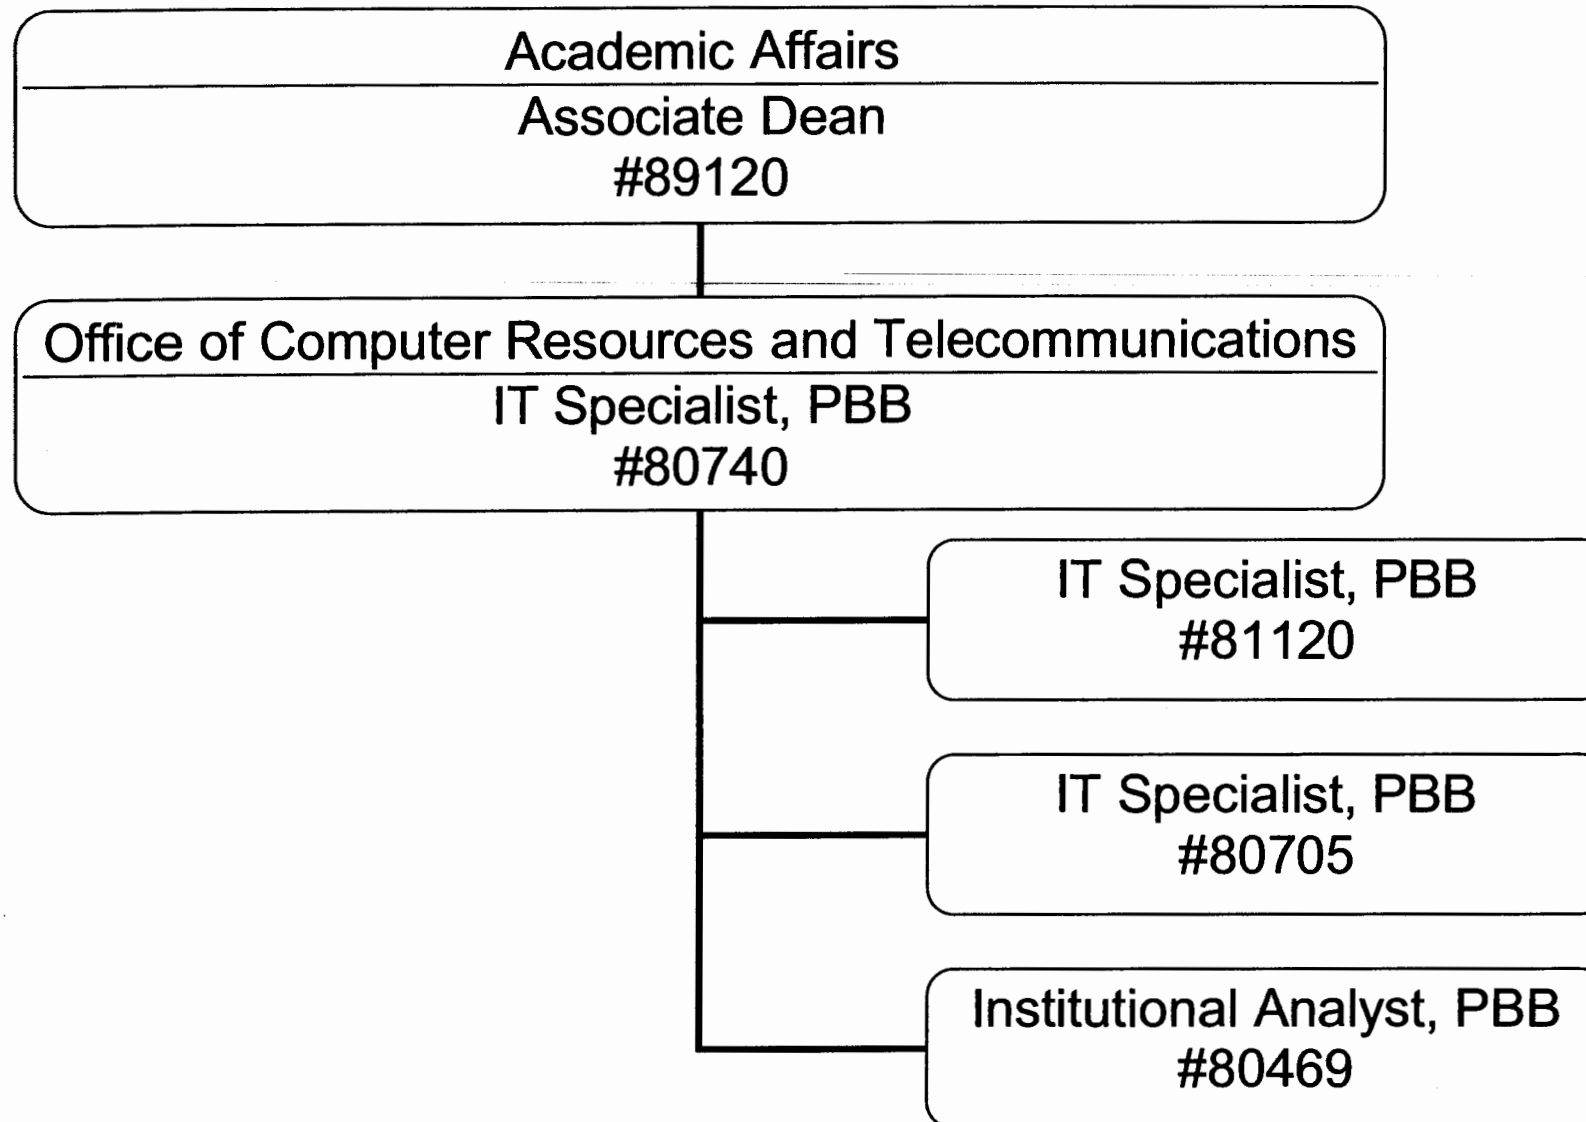 Academic Affairs
Associate Dean
#89120
Office of Computer Resources and Telecommunications
IT Specialist, PBB
#80740
IT Specialist, PBB
#81120
IT Specialist, PBB
#80705
Institutional Analyst, PBB
#80469